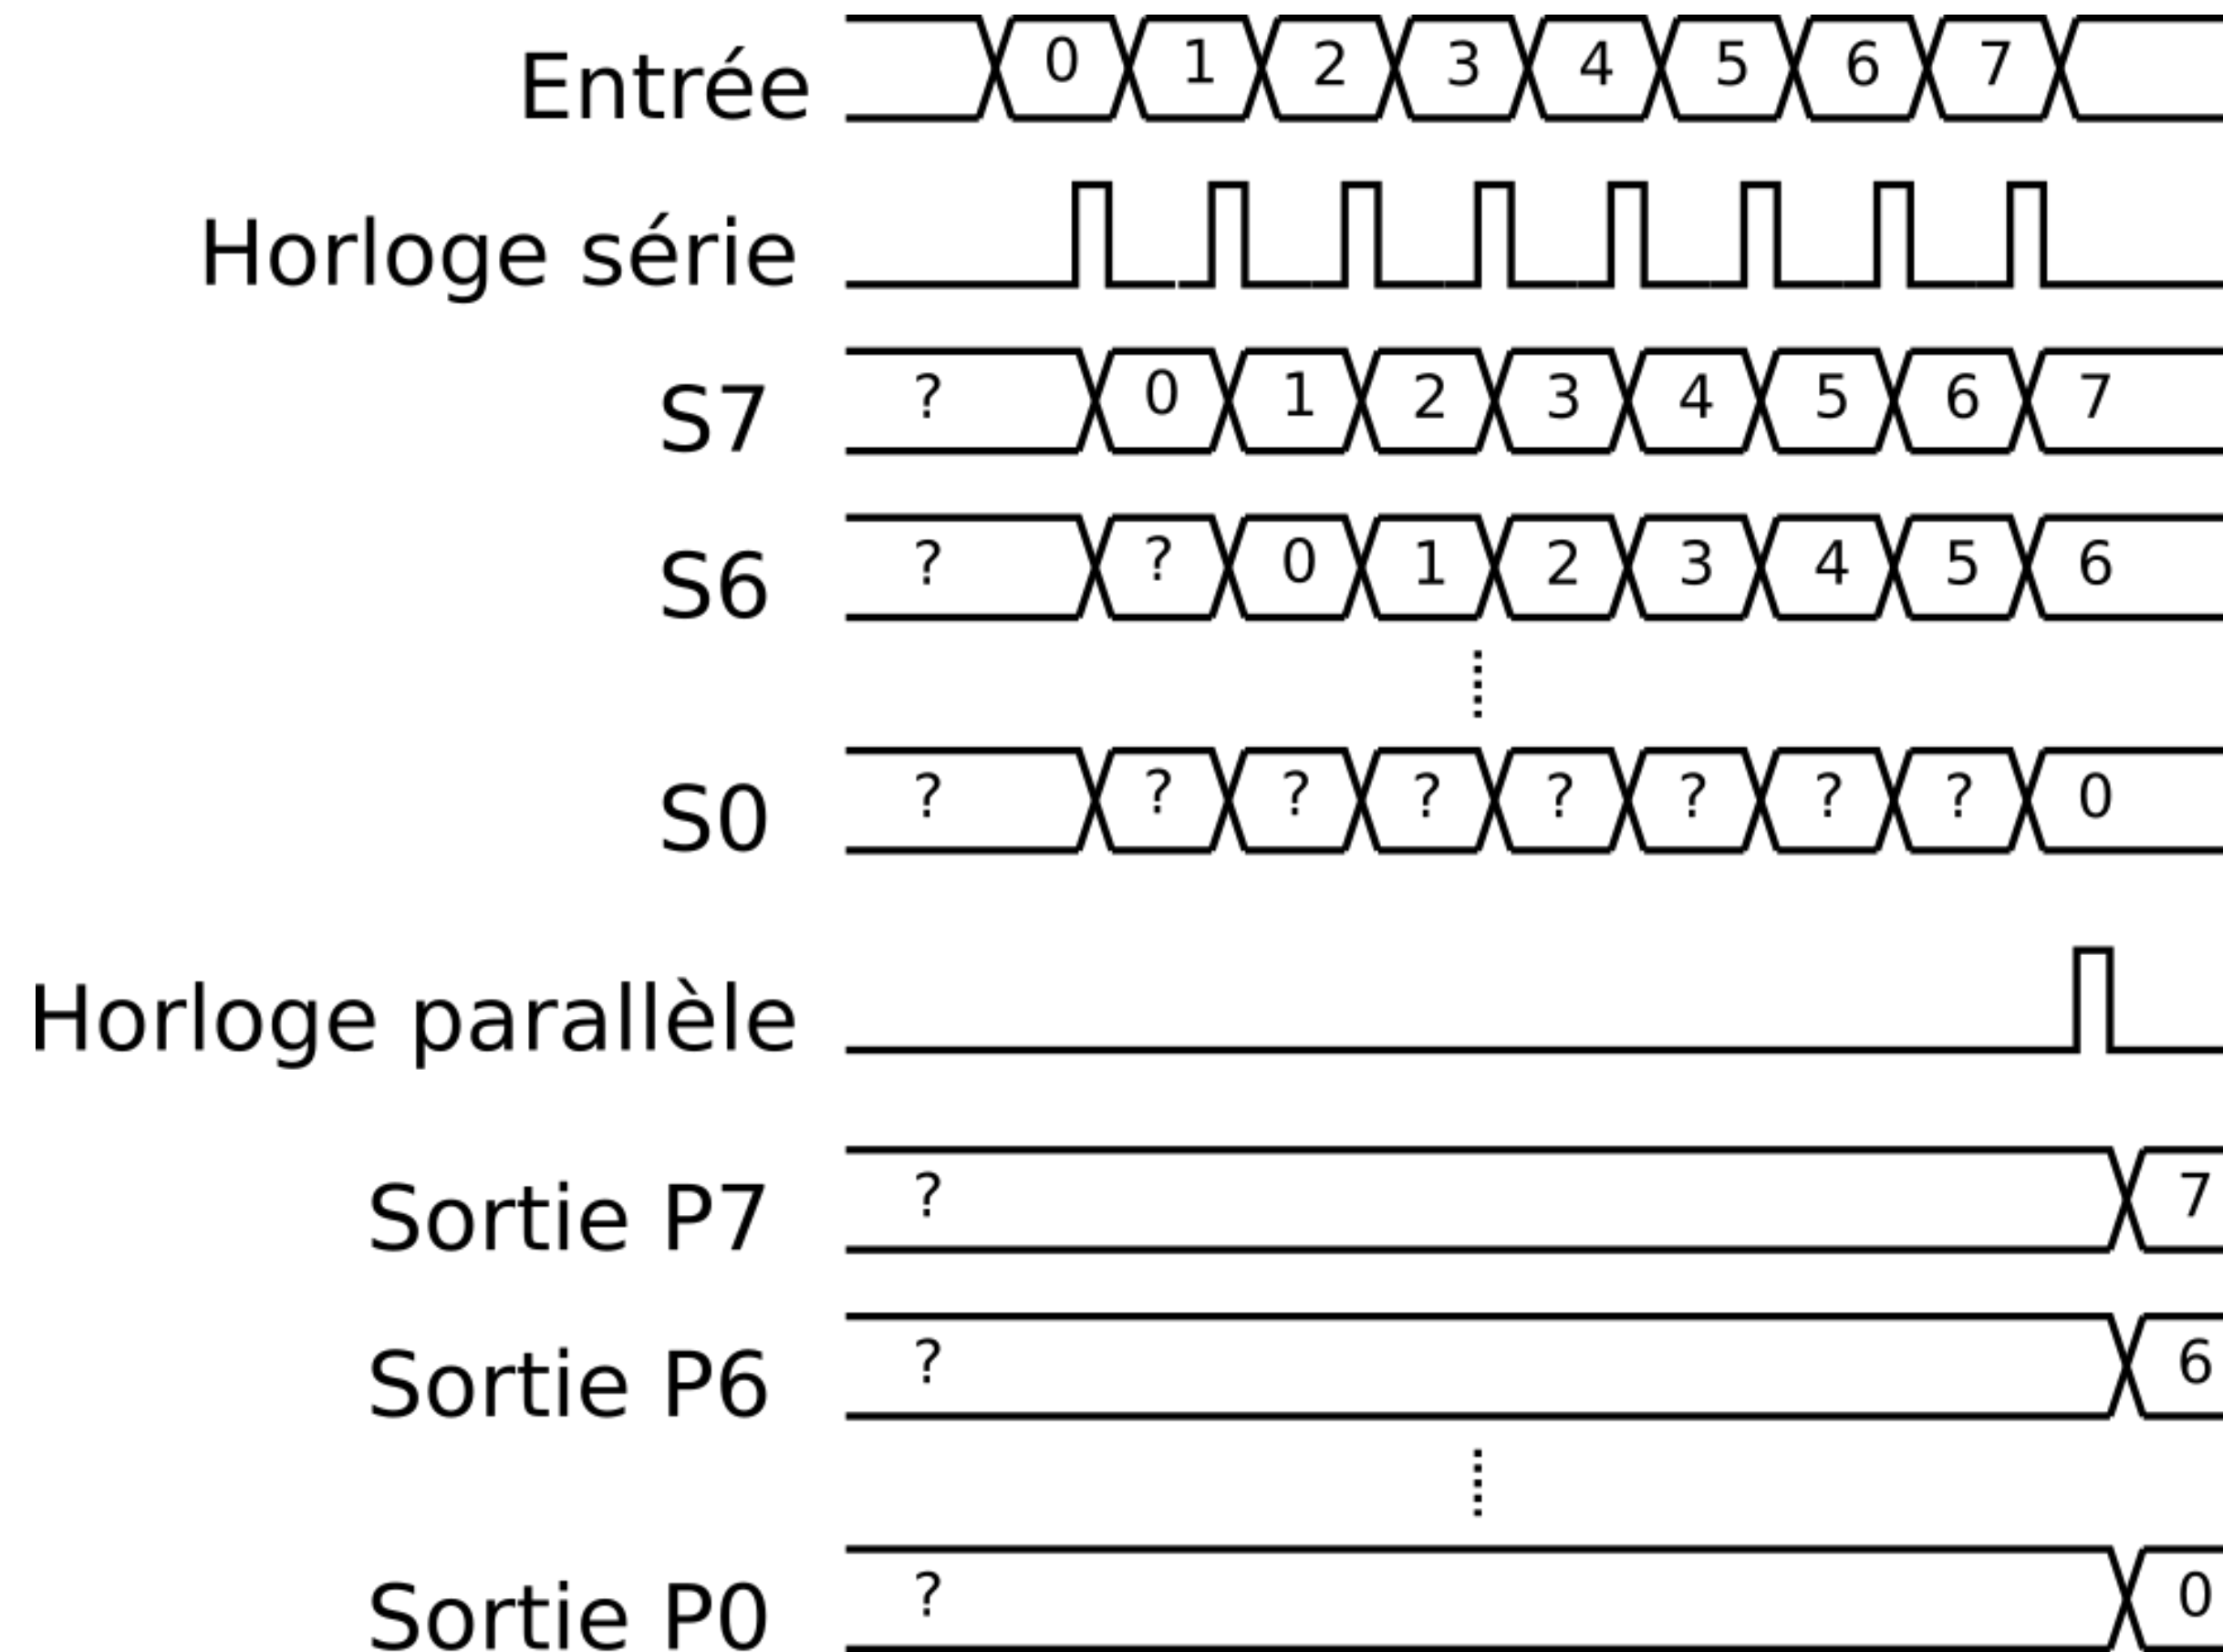 Entrée 0 1 2 3 4 5 6 7
Horloge série
S7 ? 0 1 2 3 4 5 6 7
S6 ? ? 0 1 2 3 4 5 6
S0 ? ? ? ? ? ? ? ? 0
Horloge parallèle
Sortie P7 ? 7
Sortie P6 ? 6
Sortie P0 ? 0